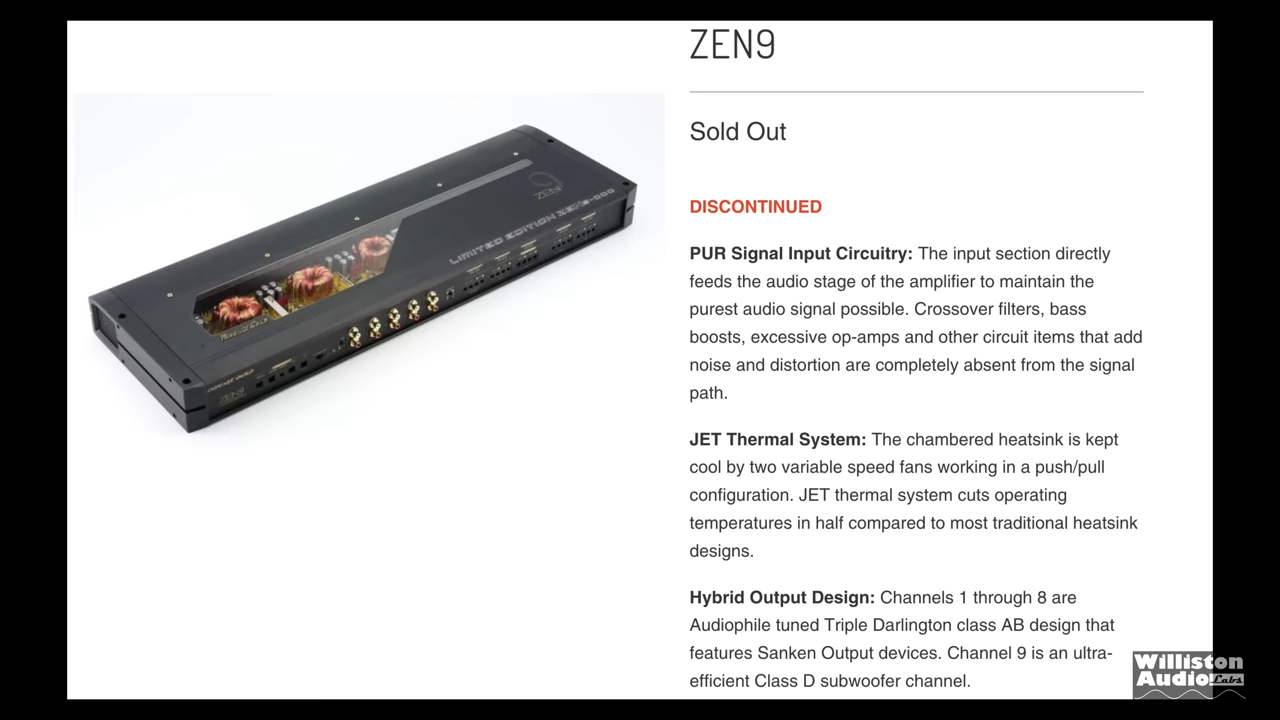 ZEN9
Sold Out
DISCONTINUED
PUR Signal Input Circuitry: The input section directly
feeds the audio stage of the amplifier to maintain the
purest audio signal possible. Crossover filters, bass
boosts, excessive op-amps and other circuit items that add
noise and distortion are completely absent from the signal
path.
JET Thermal System: The chambered heatsink is kept
cool by two variable speed fans working in a push/pull
configuration. JET thermal system cuts operating
temperatures in half compared to most traditional heatsink
designs.
Hybrid Output Design: Channels 1 through 8 are
Audiophile tuned Triple Darlington class AB design that
features Sanken Output devices. Channel 9 is an ultra-
efficient Class D subwoofer channel.
9
ZEN
LIMITED EDITION
ZEN9
Williston
Audio Labs